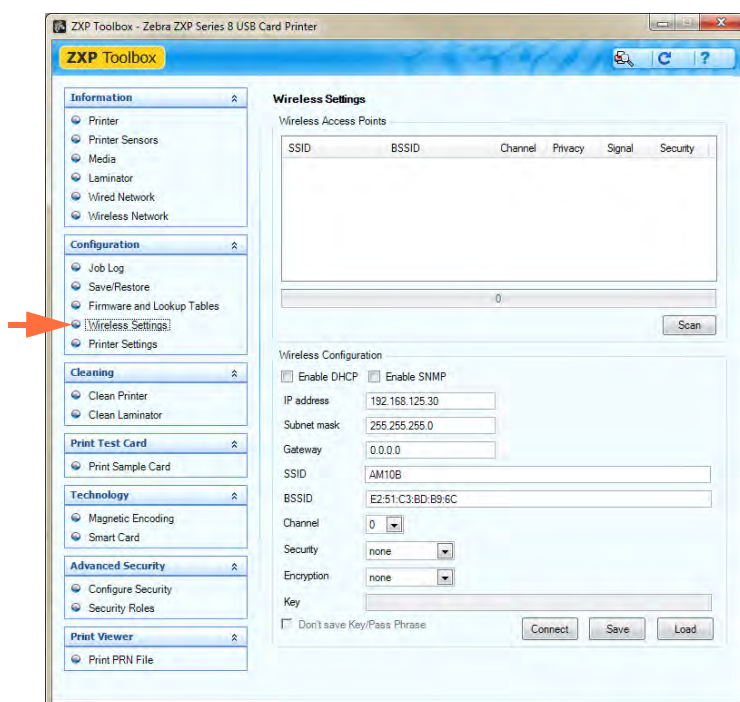 ZXP Toolbox - Zebra ZXP Series 8 USB Card Printer
ZXP Toolbox
?
Information
Printer
Printer Sensors
Media
Laminator
Wired Network
Wireless Network
Configuration
Job Log
Save/Restore
Firmware and Lookup Tables
Wireless Settings
Printer Settings
Cleaning
Clean Printer
Clean Laminator
Print Test Card
Print Sample Card
Technology
Magnetic Encoding
Smart Card
Advanced Security
Configure Security
Security Roles
Print Viewer
Print PRN File
Wireless Settings
Wireless Access Points
SSID BSSID Channel Privacy Signal Security
0
Scan
Wireless Configuration
Enable DHCP Enable SNMP
IP address 192.168.125.30
Subnet mask 255.255.255.0
Gateway 0.0.0.0
SSID AM10B
BSSID E2:51:C3:BD:B9:6C
Channel 0
Security none
Encryption none
Key
Don't save Key/Pass Phrase
Connect Save Load